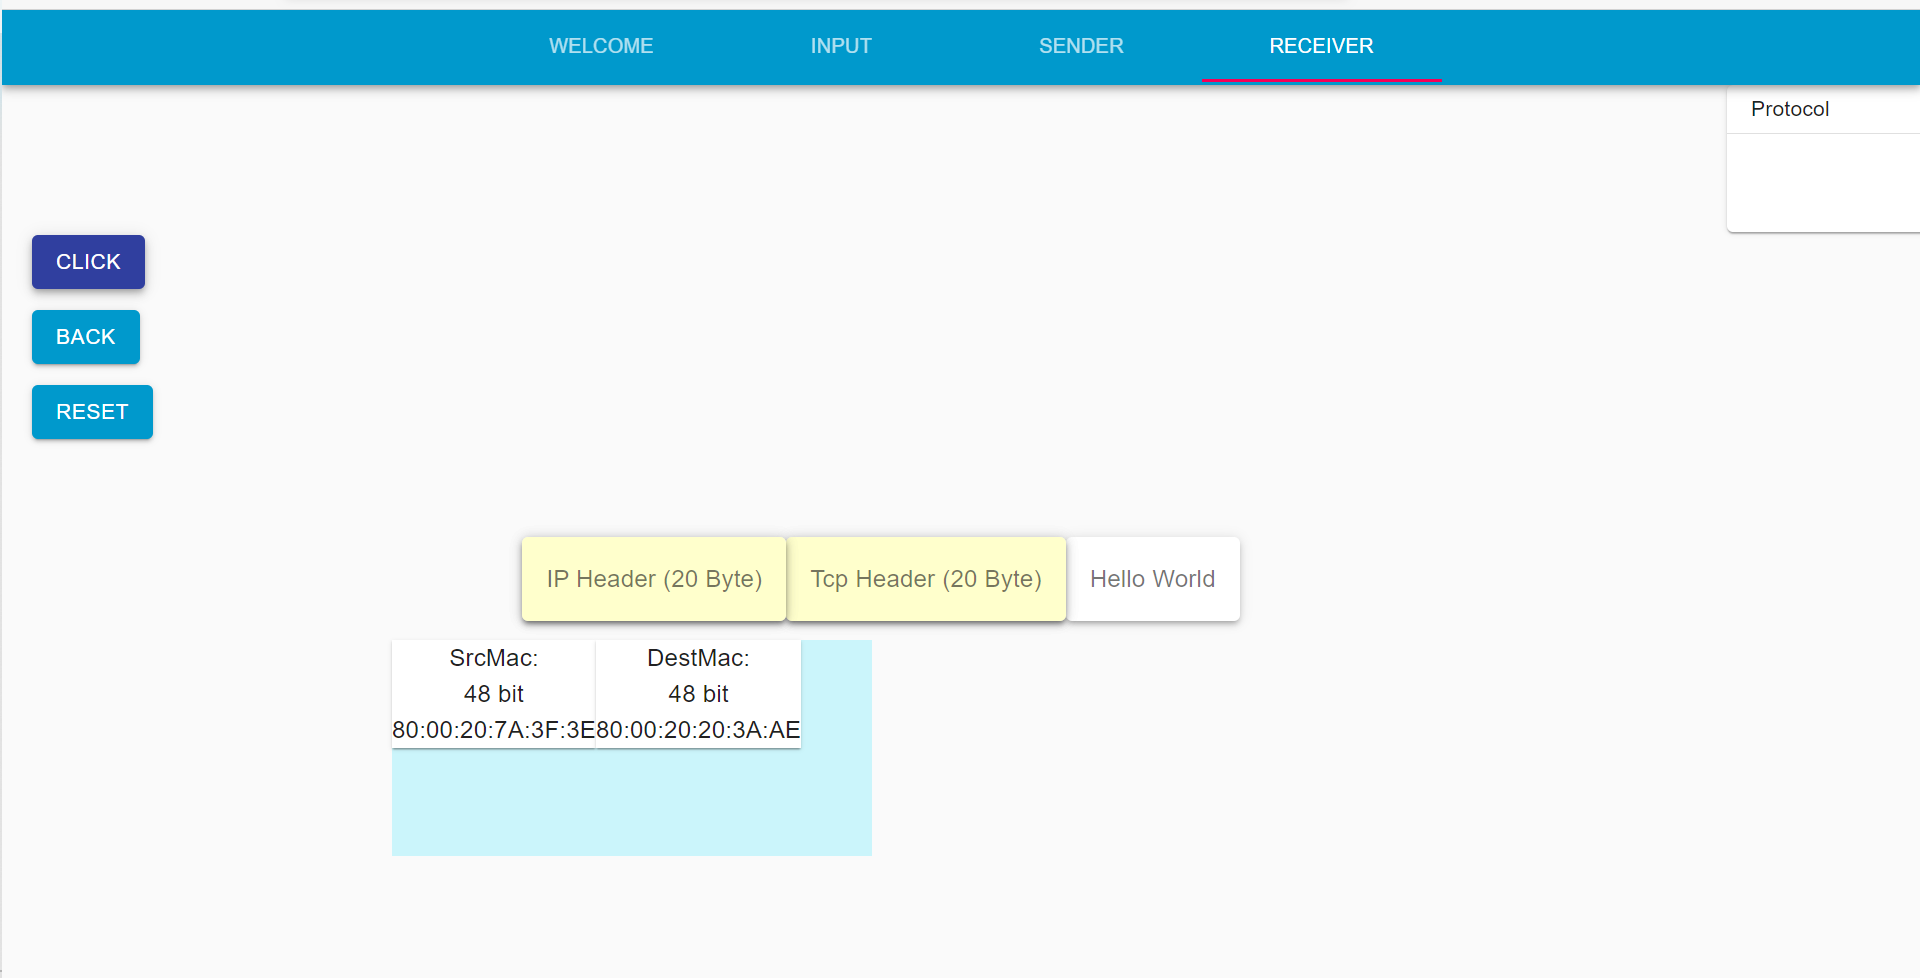 WELCOME INPUT SENDER RECEIVER
Protocol
CLICK
BACK
RESET
IP Header (20 Byte) Tcp Header (20 Byte) Hello World
SrcMac: DestMac:
48 bit 48 bit
80:00:20:7A:3F:3E 80:00:20:20:3A:AE